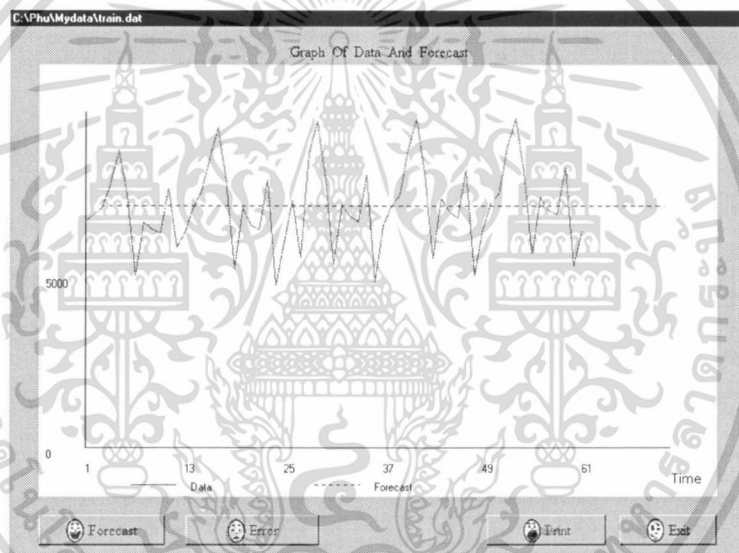 C:\Phu\Mydata\train.dat
Graph Of Data And Forecast
5000
0
1 13 25 37 49 61
Time
Data Forecast
Forecast Error Print Exit